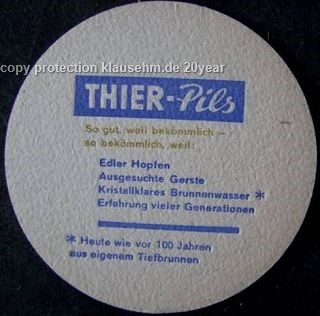 copy protection klausehm.de 20year
THIER-Pils
So gut, weil bekömmlich —
so bekömmlich, weil:
Edler Hopfen
Ausgesuchte Gerste
Kristallklares Brunnenwasser *
Erfahrung vieler Generationen
* Heute wie vor 100 Jahren
aus eigenem Tiefbrunnen